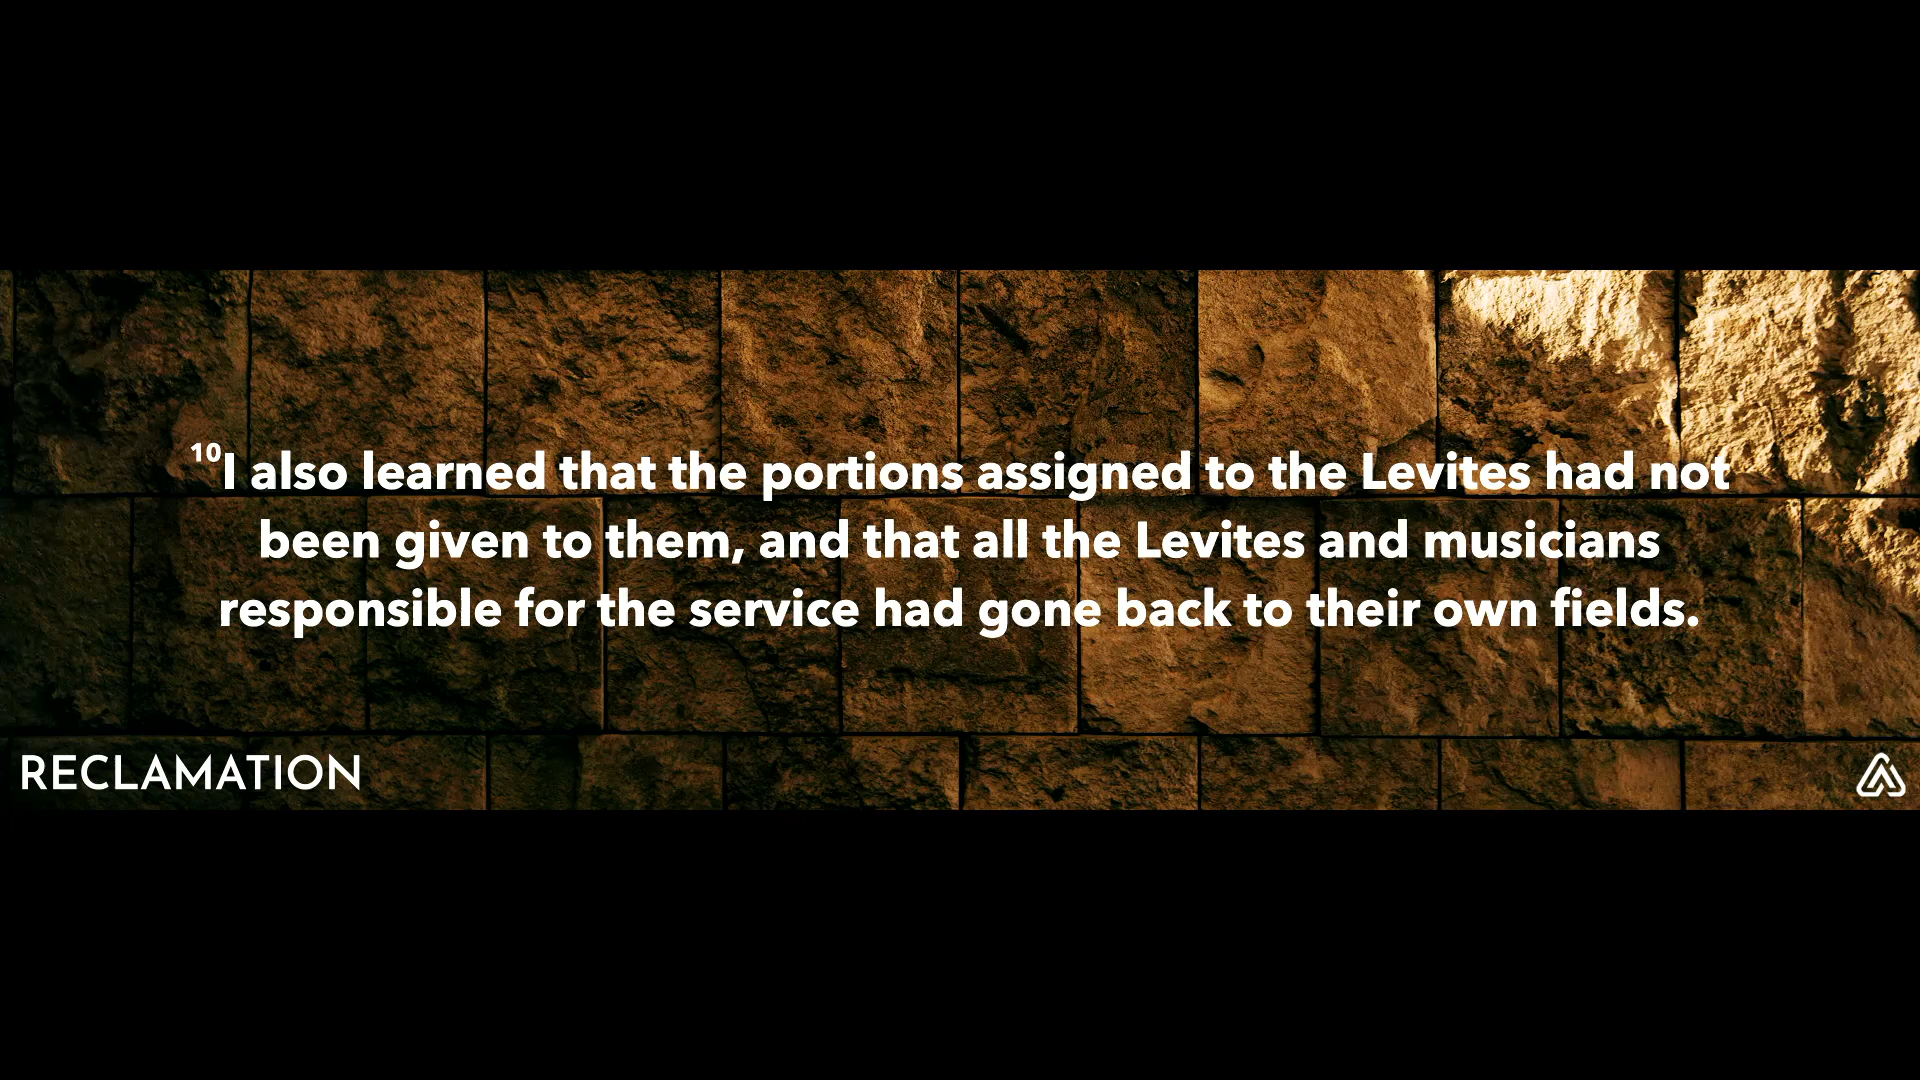 ¹⁰I also learned that the portions assigned to the Levites had not
been given to them, and that all the Levites and musicians
responsible for the service had gone back to their own fields.
RECLAMATION